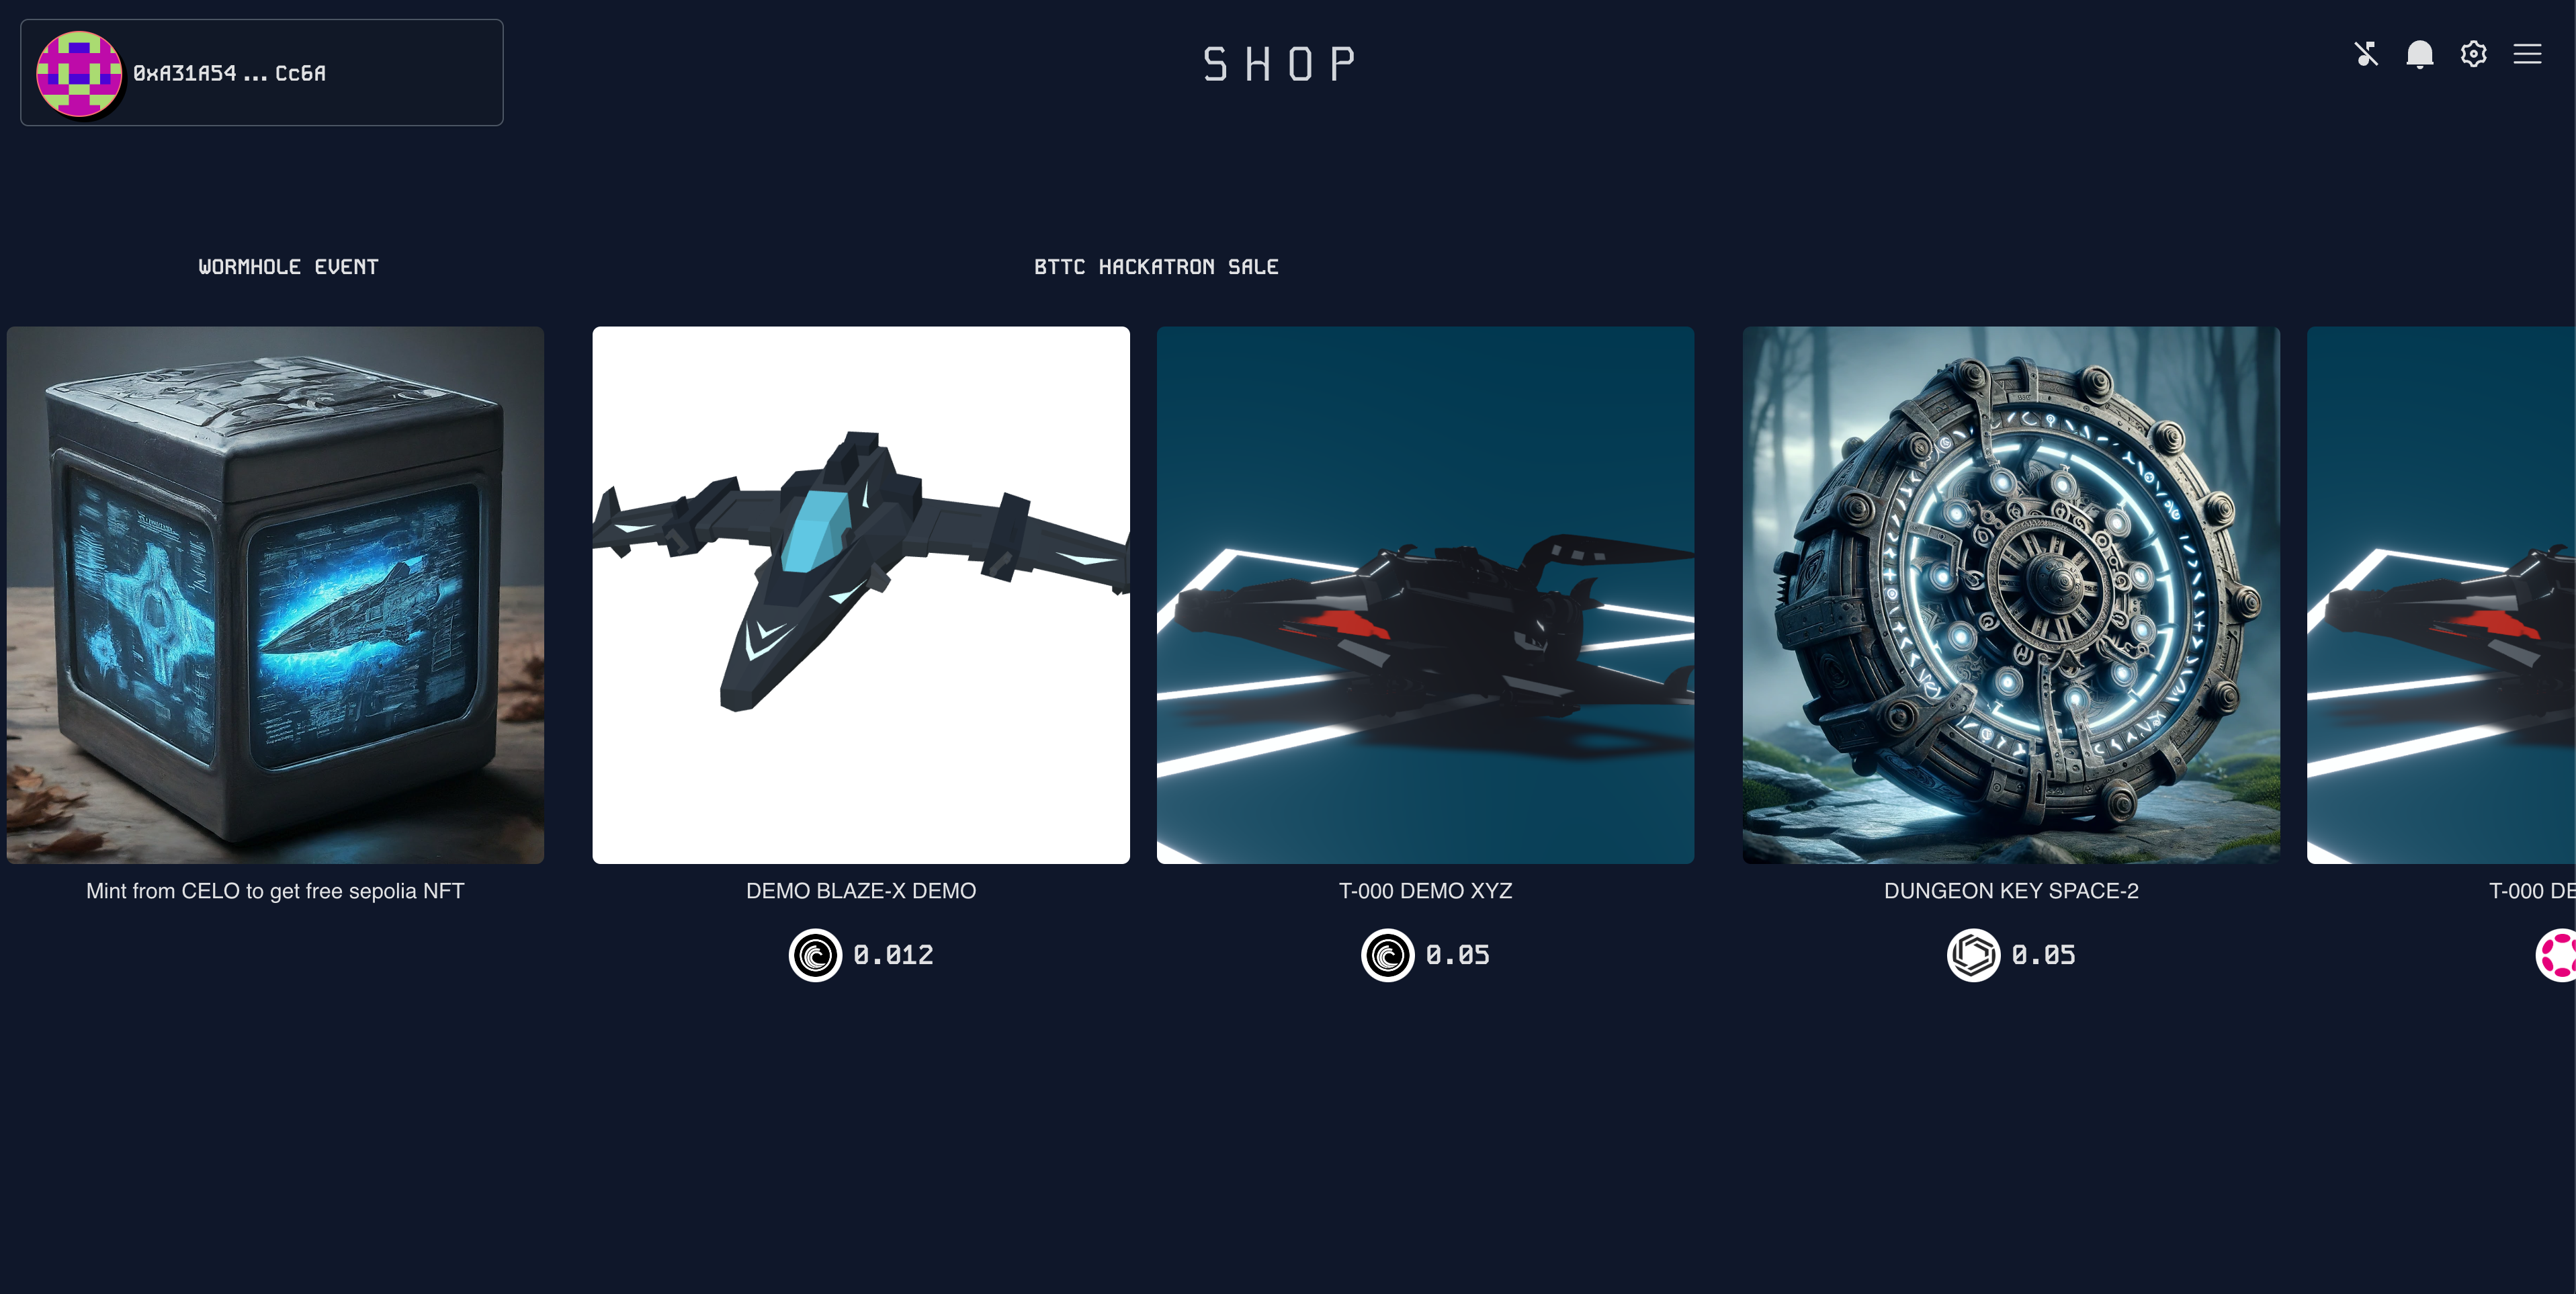 0xA31A54 ... Cc6A
SHOP
WORMHOLE EVENT
BTTC HACKATRON SALE
Mint from CELO to get free sepolia NFT
DEMO BLAZE-X DEMO
T-000 DEMO XYZ
DUNGEON KEY SPACE-2
T-000 DE
0.012
0.05
0.05